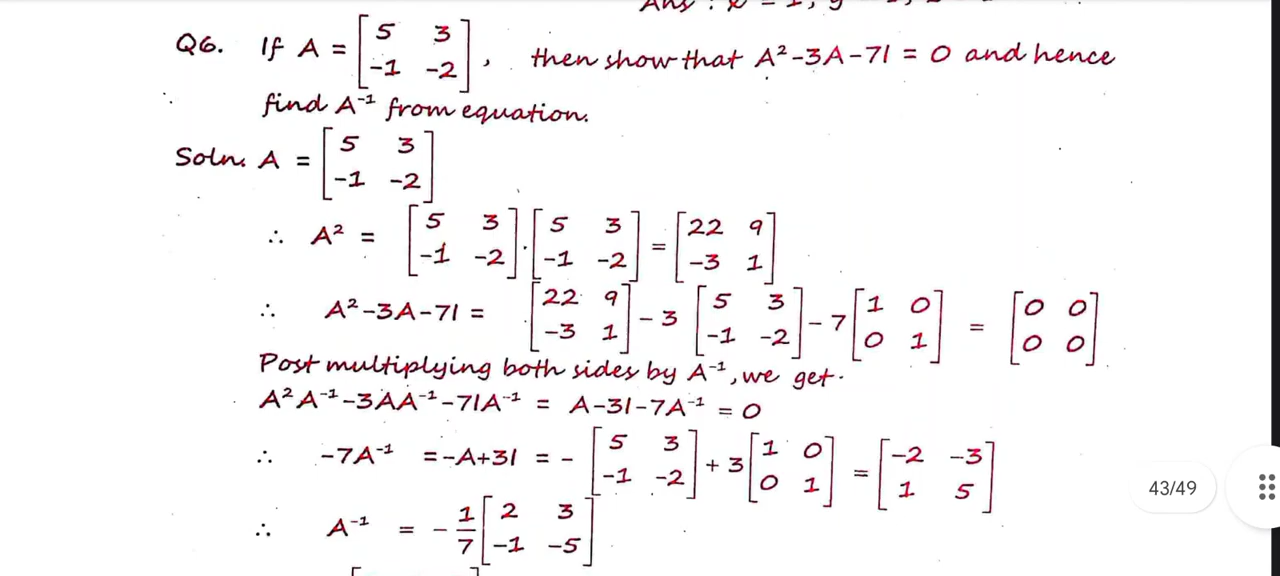 Q6. If A = [5 3; -1 -2], then show that A²-3A-7I = 0 and hence
find A⁻¹ from equation.
Soln. A = [5 3; -1 -2]
∴ A² = [5 3; -1 -2]·[5 3; -1 -2] = [22 9; -3 1]
∴ A²-3A-7I = [22 9; -3 1] - 3 [5 3; -1 -2] - 7 [1 0; 0 1] = [0 0; 0 0]
Post multiplying both sides by A⁻¹, we get.
A²A⁻¹-3AA⁻¹-7IA⁻¹ = A-3I-7A⁻¹ = 0
∴ -7A⁻¹ =-A+3I = - [5 3; -1 -2] + 3 [1 0; 0 1] = [-2 -3; 1 5]
43/49
∴ A⁻¹ = -1/7 [2 3; -1 -5]